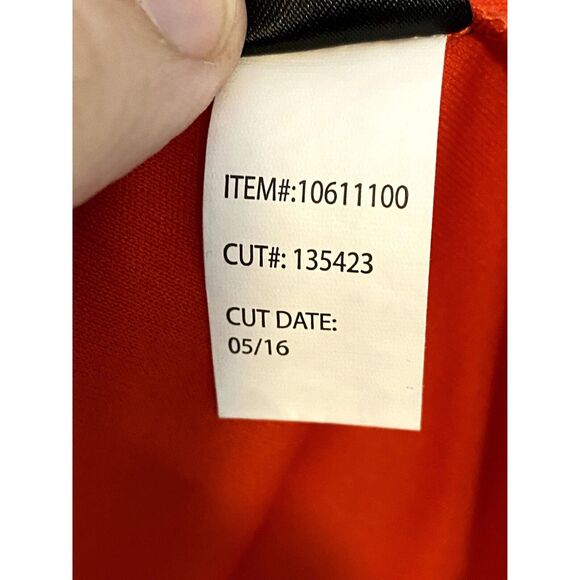 ITEM#:10611100
CUT#: 135423
CUT DATE:
05/16